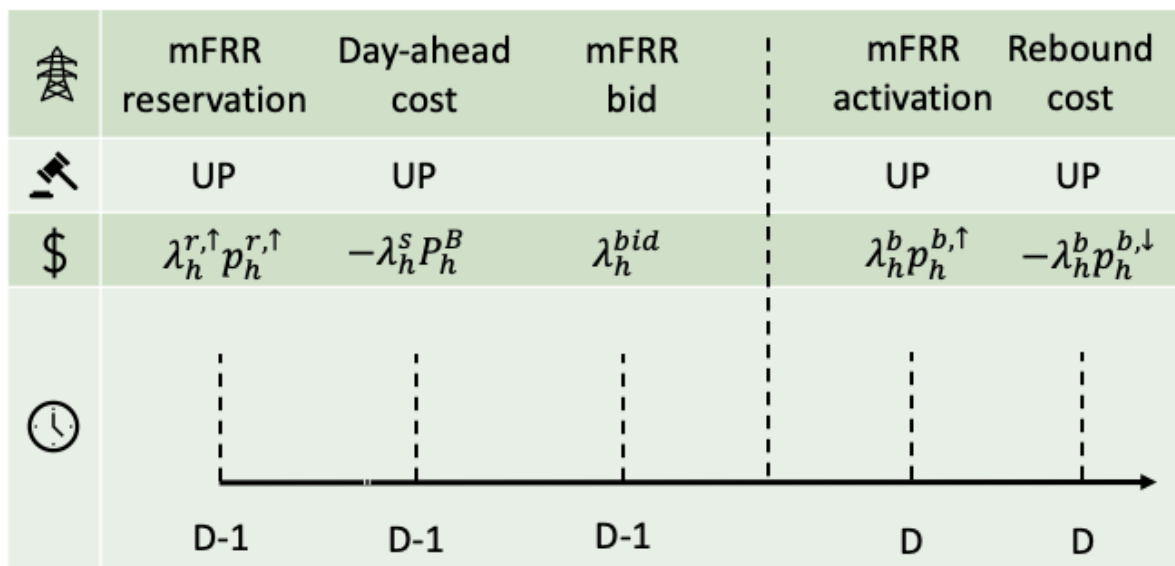 mFRR reservation
Day-ahead cost
mFRR bid
mFRR activation
Rebound cost
UP
UP
UP
UP
$
λ_h^{r,↑} p_h^{r,↑}
−λ_h^s P_h^B
λ_h^{bid}
λ_h^b p_h^{b,↑}
−λ_h^b p_h^{b,↓}
D-1
D-1
D-1
D
D